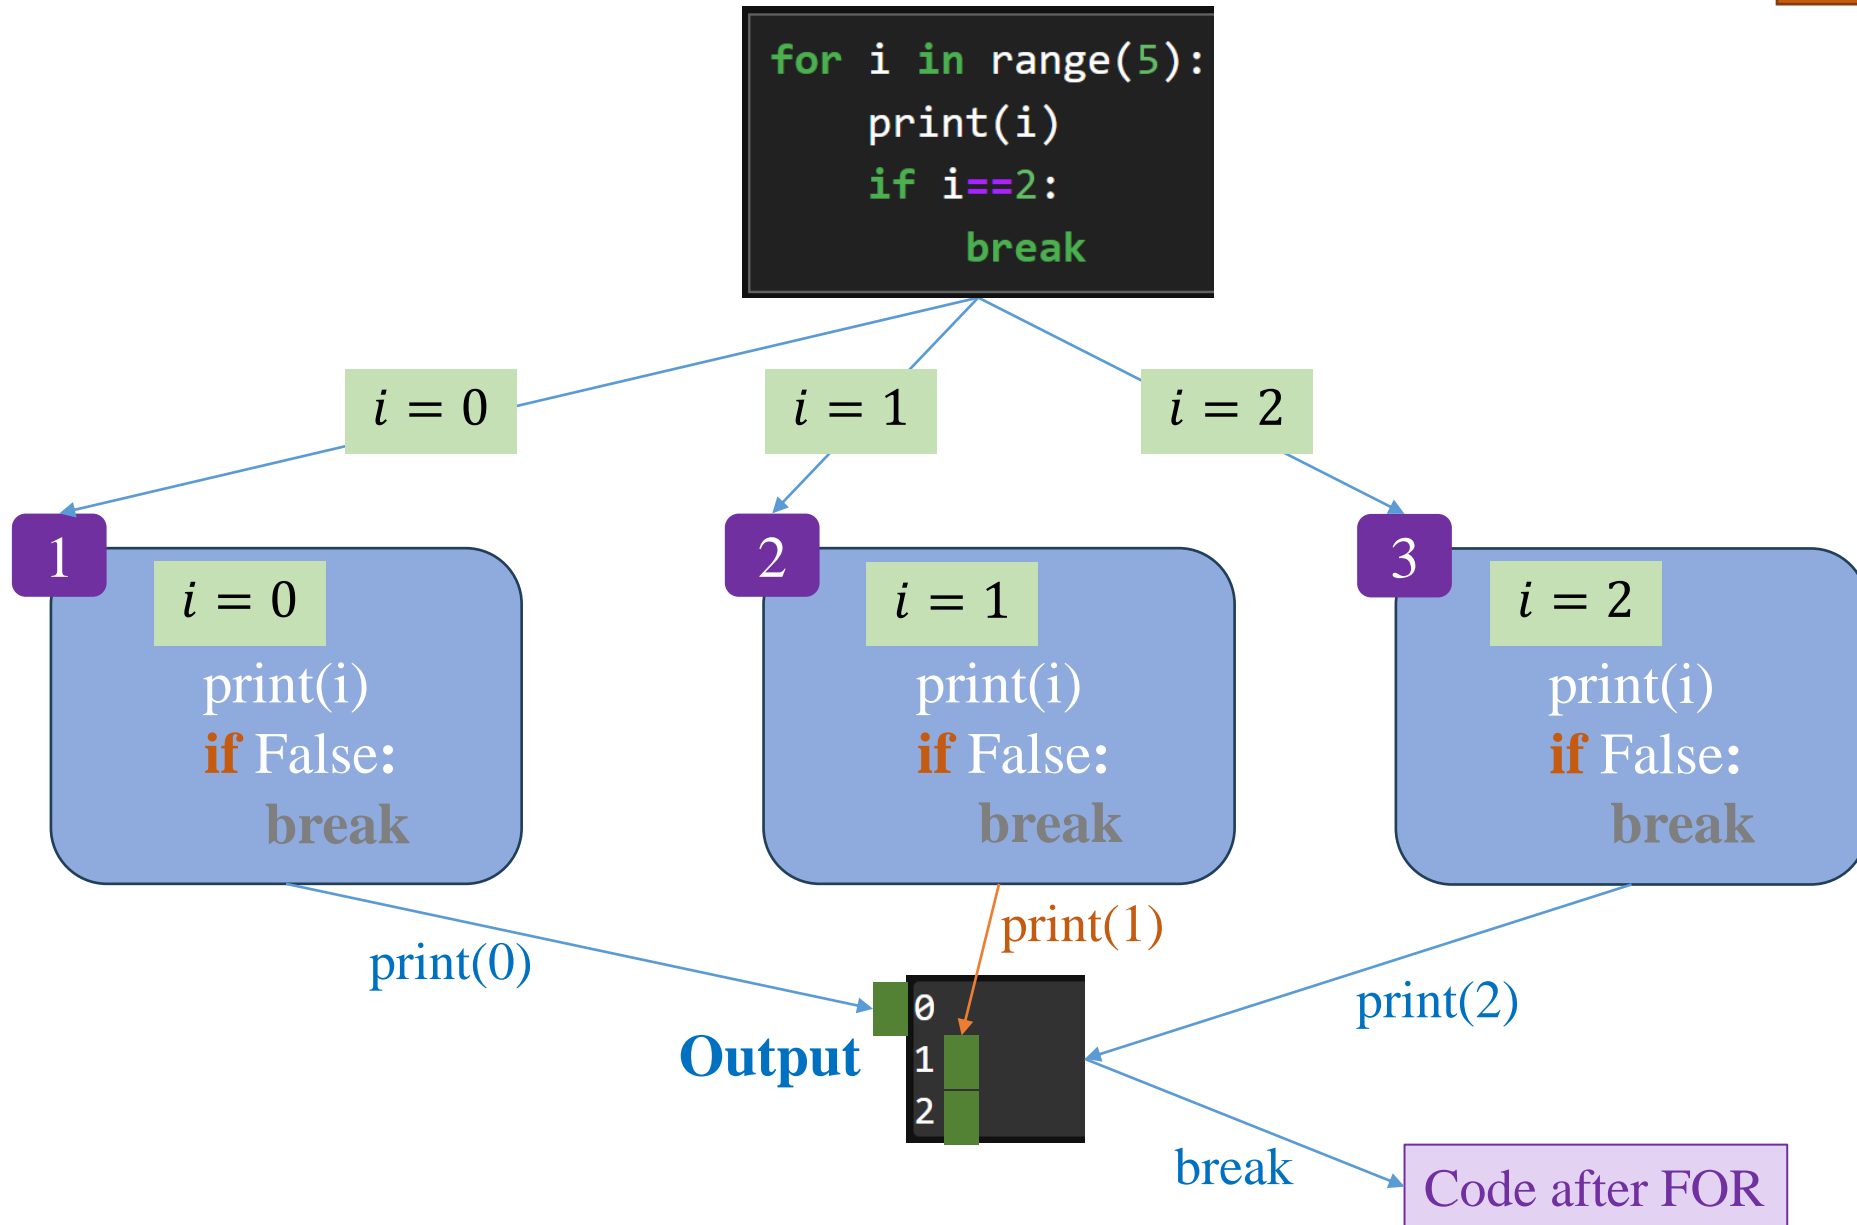 for i in range(5):
print(i)
if i==2:
break
i = 0
i = 1
i = 2
1
i = 0
print(i)
if False:
break
2
i = 1
print(i)
if False:
break
3
i = 2
print(i)
if False:
break
print(0)
print(1)
print(2)
Output
0
1
2
break
Code after FOR